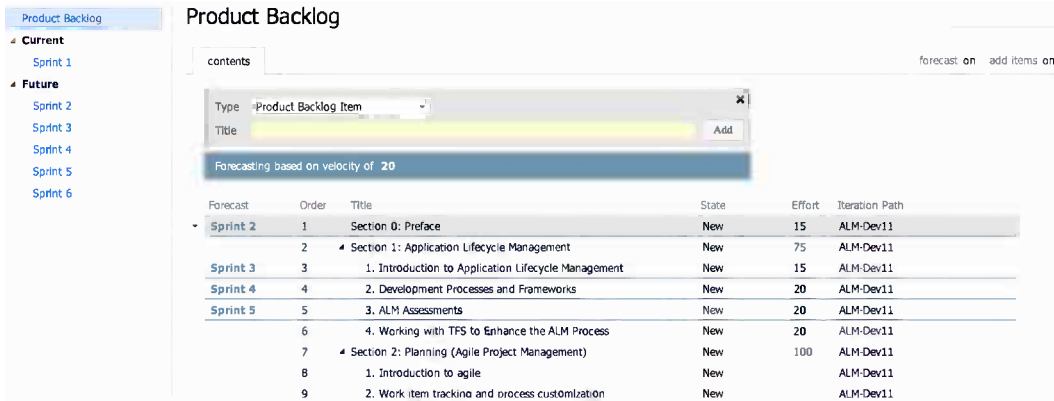 Product Backlog
Current
Sprint 1
Future
Sprint 2
Sprint 3
Sprint 4
Sprint 5
Sprint 6
Product Backlog
contents
forecast on add items on
Type Product Backlog Item
Title Add
Forecasting based on velocity of 20
Forecast Order Title State Effort Iteration Path
Sprint 2 1 Section 0: Preface New 15 ALM-Dev11
2 Section 1: Application Lifecycle Management New 75 ALM-Dev11
Sprint 3 3 1. Introduction to Application Lifecycle Management New 15 ALM-Dev11
Sprint 4 4 2. Development Processes and Frameworks New 20 ALM-Dev11
Sprint 5 5 3. ALM Assessments New 20 ALM-Dev11
6 4. Working with TFS to Enhance the ALM Process New 20 ALM-Dev11
7 Section 2: Planning (Agile Project Management) New 100 ALM-Dev11
8 1. Introduction to agile New ALM-Dev11
9 2. Work item tracking and process customization New ALM-Dev11